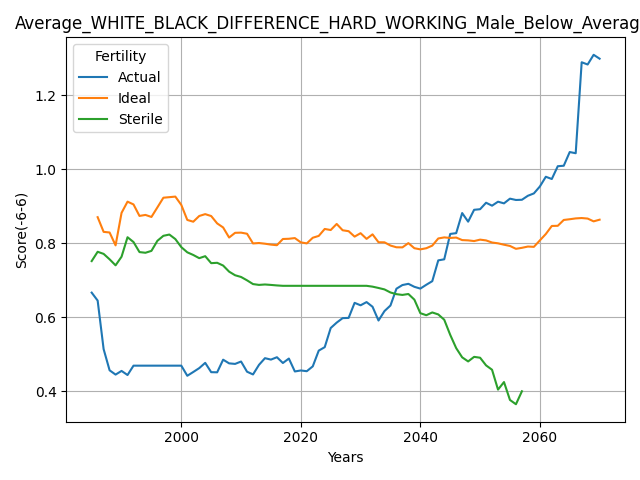 Average_WHITE_BLACK_DIFFERENCE_HARD_WORKING_Male_Below_Averag
Fertility
Actual
Ideal
Sterile
Score(-6-6)
1.2
1.0
0.8
0.6
0.4
2000 2020 2040 2060
Years